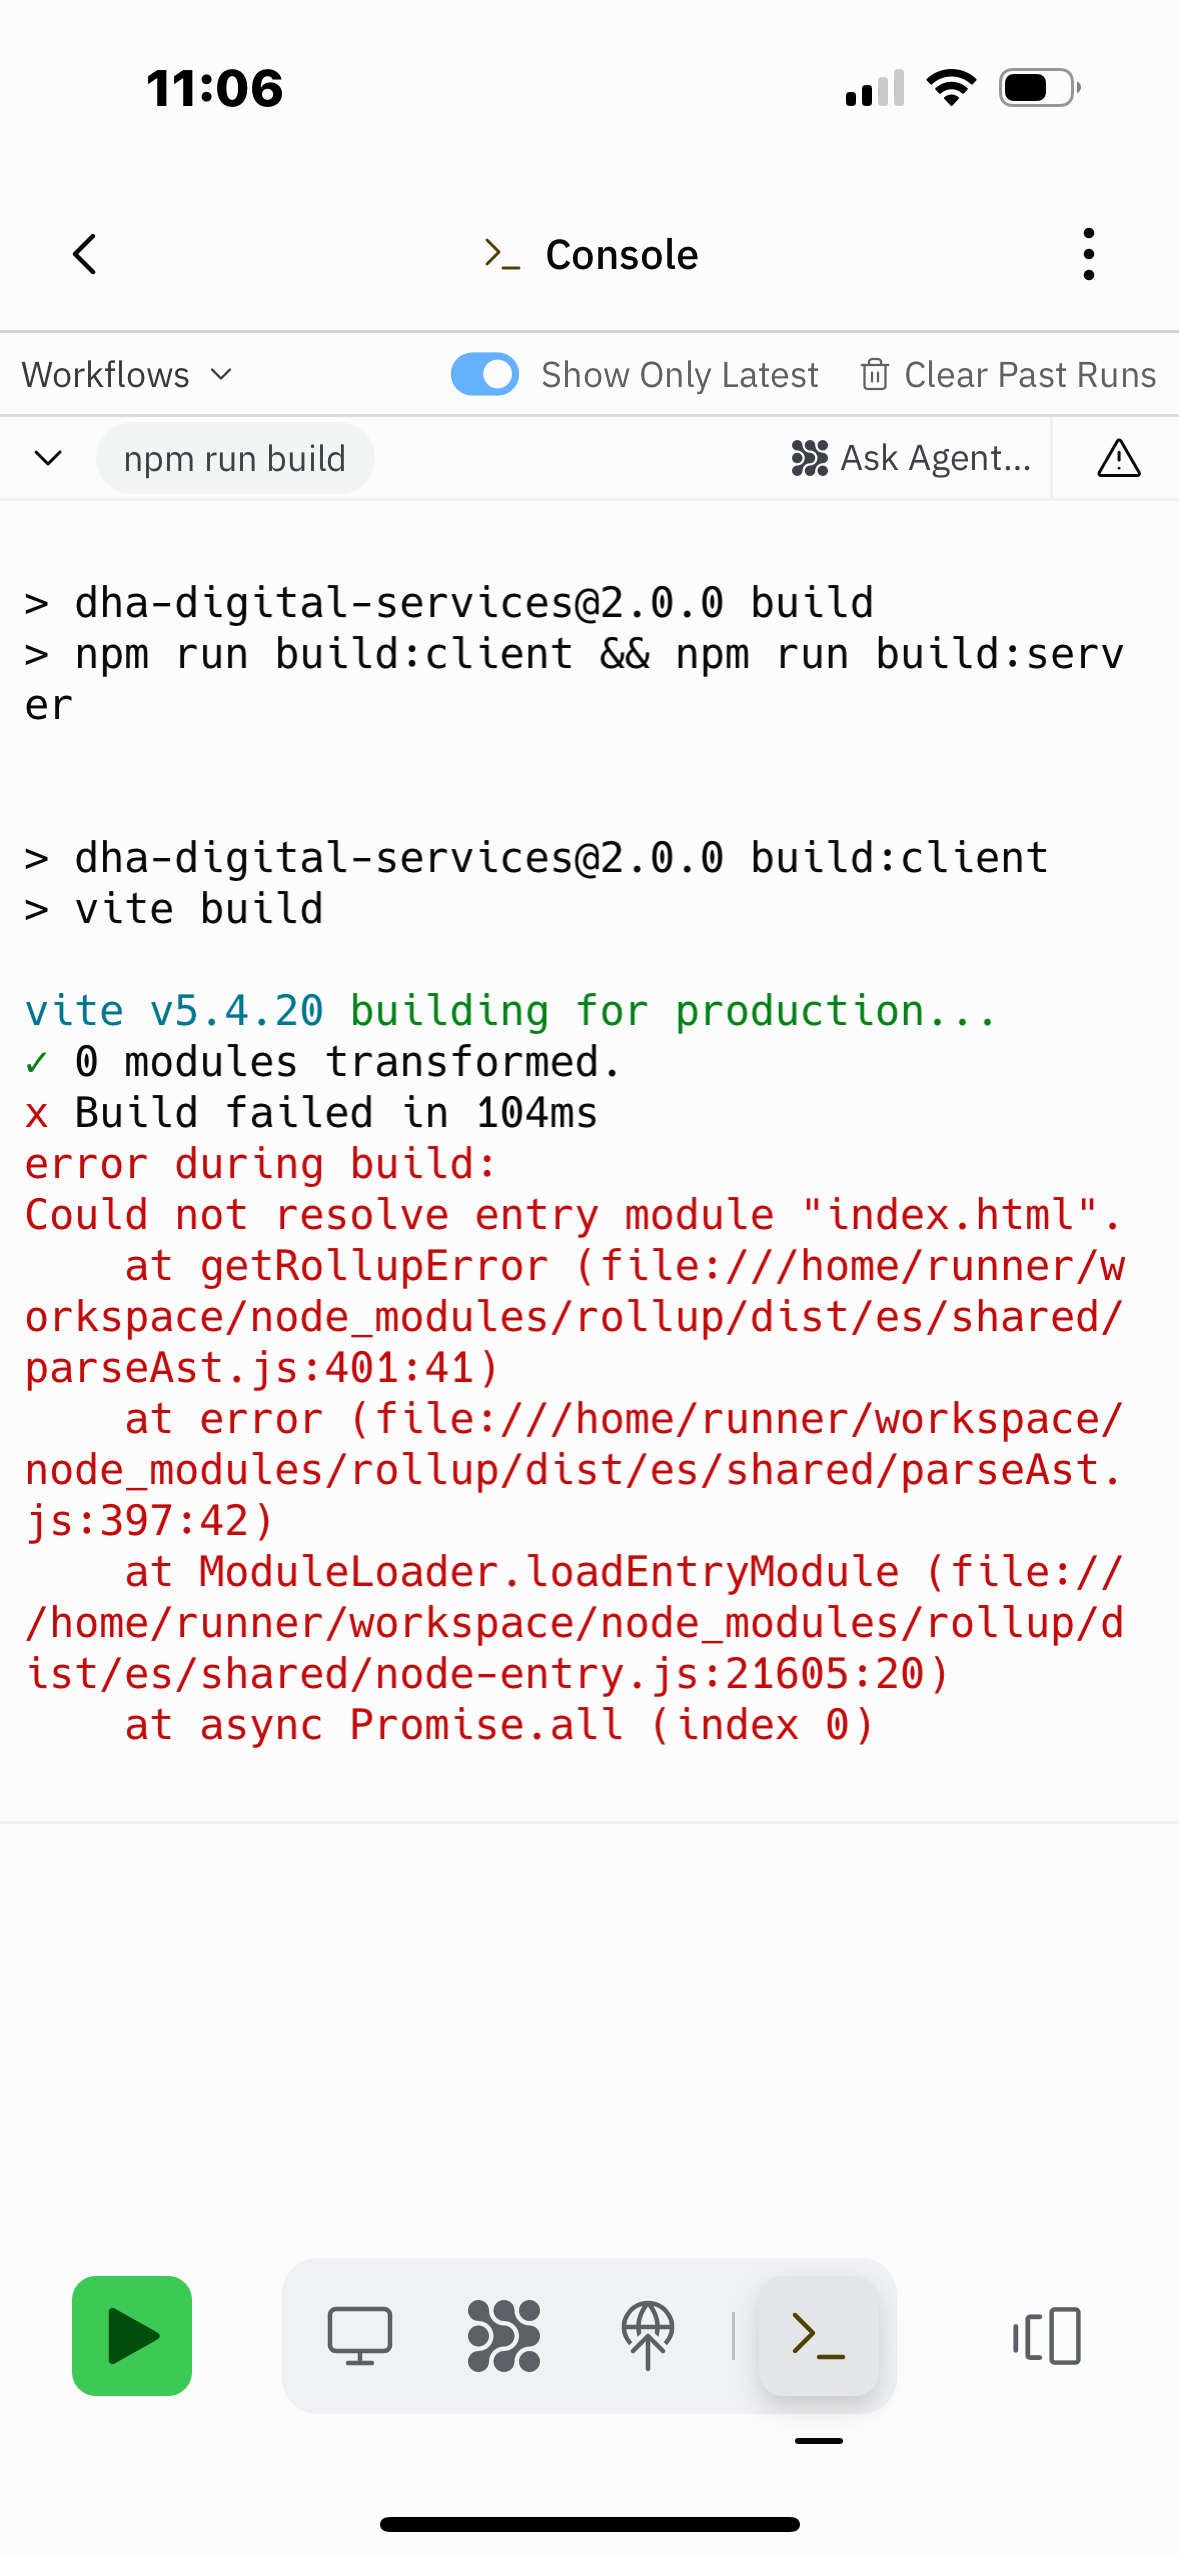 11:06
Console
Workflows
Show Only Latest
Clear Past Runs
npm run build
Ask Agent...
> dha-digital-services@2.0.0 build
> npm run build:client && npm run build:serv
er
> dha-digital-services@2.0.0 build:client
> vite build
vite v5.4.20 building for production...
✓ 0 modules transformed.
x Build failed in 104ms
error during build:
Could not resolve entry module "index.html".
    at getRollupError (file:///home/runner/w
orkspace/node_modules/rollup/dist/es/shared/
parseAst.js:401:41)
    at error (file:///home/runner/workspace/
node_modules/rollup/dist/es/shared/parseAst.
js:397:42)
    at ModuleLoader.loadEntryModule (file://
/home/runner/workspace/node_modules/rollup/d
ist/es/shared/node-entry.js:21605:20)
    at async Promise.all (index 0)